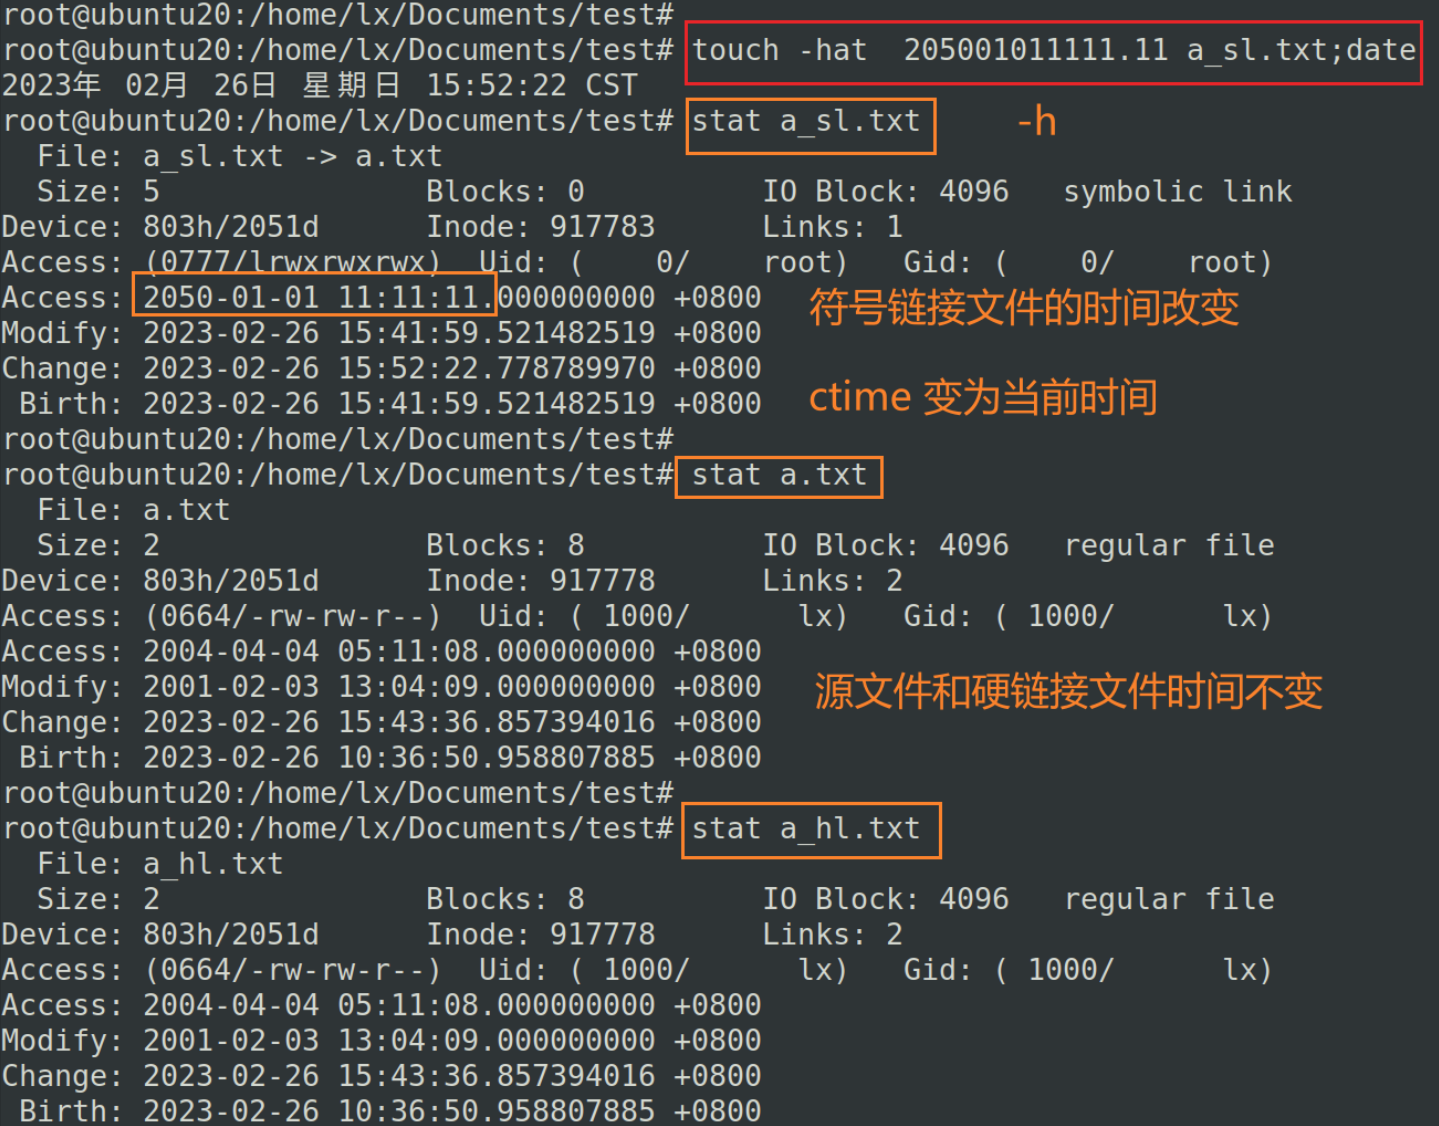 root@ubuntu20:/home/lx/Documents/test#
root@ubuntu20:/home/lx/Documents/test# touch -hat  205001011111.11 a_sl.txt;date
2023年 02月 26日 星期日 15:52:22 CST
root@ubuntu20:/home/lx/Documents/test# stat a_sl.txt -h
  File: a_sl.txt -> a.txt
  Size: 5               Blocks: 0          IO Block: 4096   symbolic link
Device: 803h/2051d      Inode: 917783      Links: 1
Access: (0777/lrwxrwxrwx)  Uid: (    0/    root)   Gid: (    0/    root)
Access: 2050-01-01 11:11:11.000000000 +0800 符号链接文件的时间改变
Modify: 2023-02-26 15:41:59.521482519 +0800
Change: 2023-02-26 15:52:22.778789970 +0800
 Birth: 2023-02-26 15:41:59.521482519 +0800 ctime 变为当前时间
root@ubuntu20:/home/lx/Documents/test#
root@ubuntu20:/home/lx/Documents/test# stat a.txt
  File: a.txt
  Size: 2               Blocks: 8          IO Block: 4096   regular file
Device: 803h/2051d      Inode: 917778      Links: 2
Access: (0664/-rw-rw-r--)  Uid: ( 1000/      lx)   Gid: ( 1000/      lx)
Access: 2004-04-04 05:11:08.000000000 +0800
Modify: 2001-02-03 13:04:09.000000000 +0800 源文件和硬链接文件时间不变
Change: 2023-02-26 15:43:36.857394016 +0800
 Birth: 2023-02-26 10:36:50.958807885 +0800
root@ubuntu20:/home/lx/Documents/test#
root@ubuntu20:/home/lx/Documents/test# stat a_hl.txt
  File: a_hl.txt
  Size: 2               Blocks: 8          IO Block: 4096   regular file
Device: 803h/2051d      Inode: 917778      Links: 2
Access: (0664/-rw-rw-r--)  Uid: ( 1000/      lx)   Gid: ( 1000/      lx)
Access: 2004-04-04 05:11:08.000000000 +0800
Modify: 2001-02-03 13:04:09.000000000 +0800
Change: 2023-02-26 15:43:36.857394016 +0800
 Birth: 2023-02-26 10:36:50.958807885 +0800